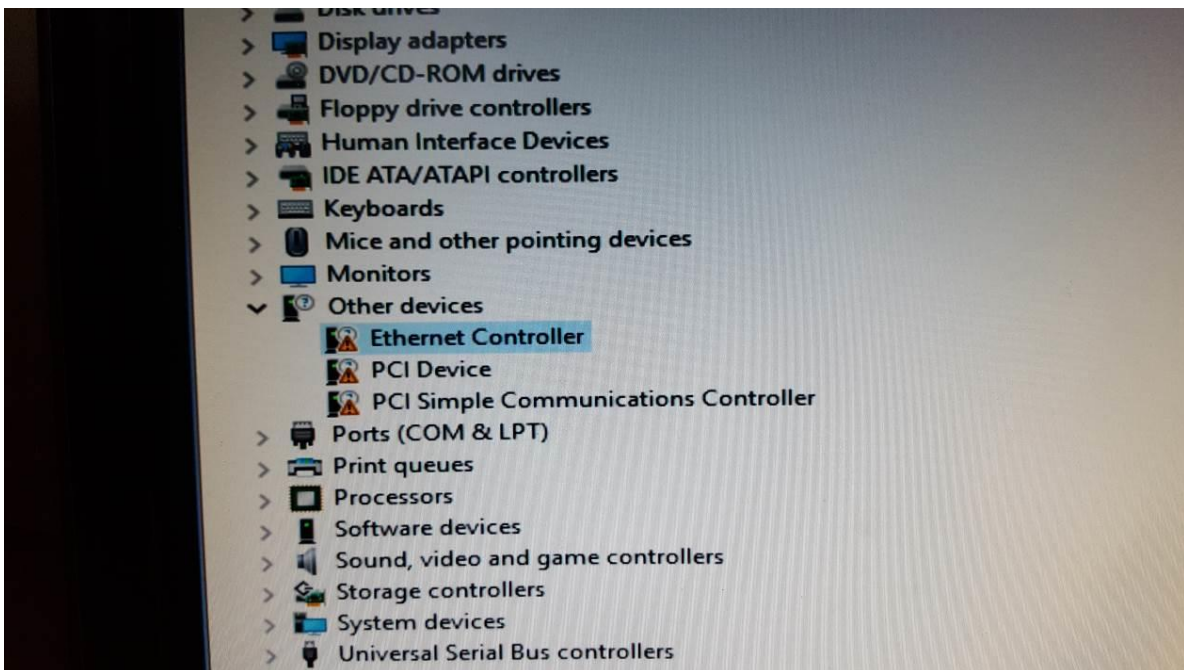 Disk drives
Display adapters
DVD/CD-ROM drives
Floppy drive controllers
Human Interface Devices
IDE ATA/ATAPI controllers
Keyboards
Mice and other pointing devices
Monitors
Other devices
Ethernet Controller
PCI Device
PCI Simple Communications Controller
Ports (COM & LPT)
Print queues
Processors
Software devices
Sound, video and game controllers
Storage controllers
System devices
Universal Serial Bus controllers